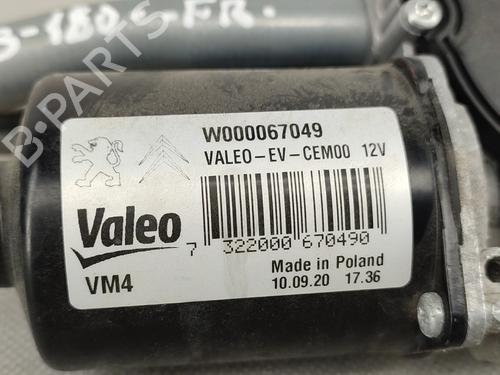 3-180-FR.
B-PARTS
W000067049
VALEO-EV-CEM00 12V
Valeo
7 322000 670490
VM4
Made in Poland
10.09.20 17.36